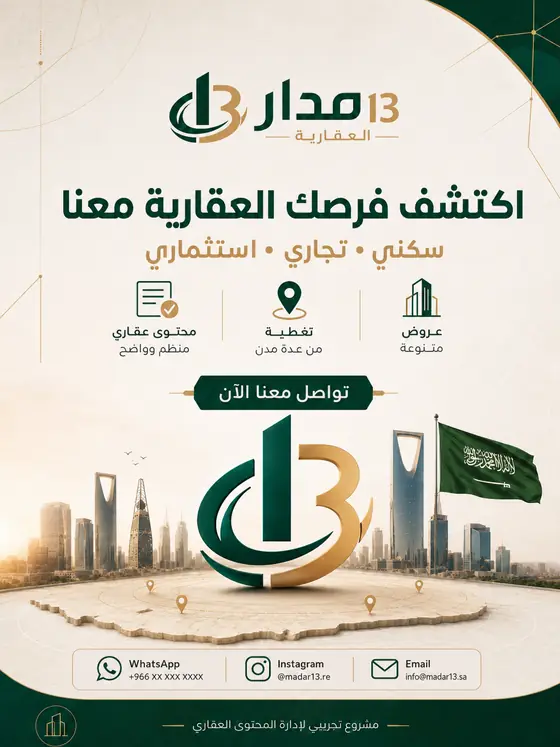 مدار 13
العقارية
اكتشف فرصك العقارية معنا
سكني • تجاري • استثماري
عروض
متنوعة
تغطية
من عدة مدن
محتوى عقاري
منظم وواضح
تواصل معنا الآن
WhatsApp
+966 XX XXX XXXX
Instagram
@madar13.re
Email
info@madar13.sa
مشروع تجريبي لإدارة المحتوى العقاري